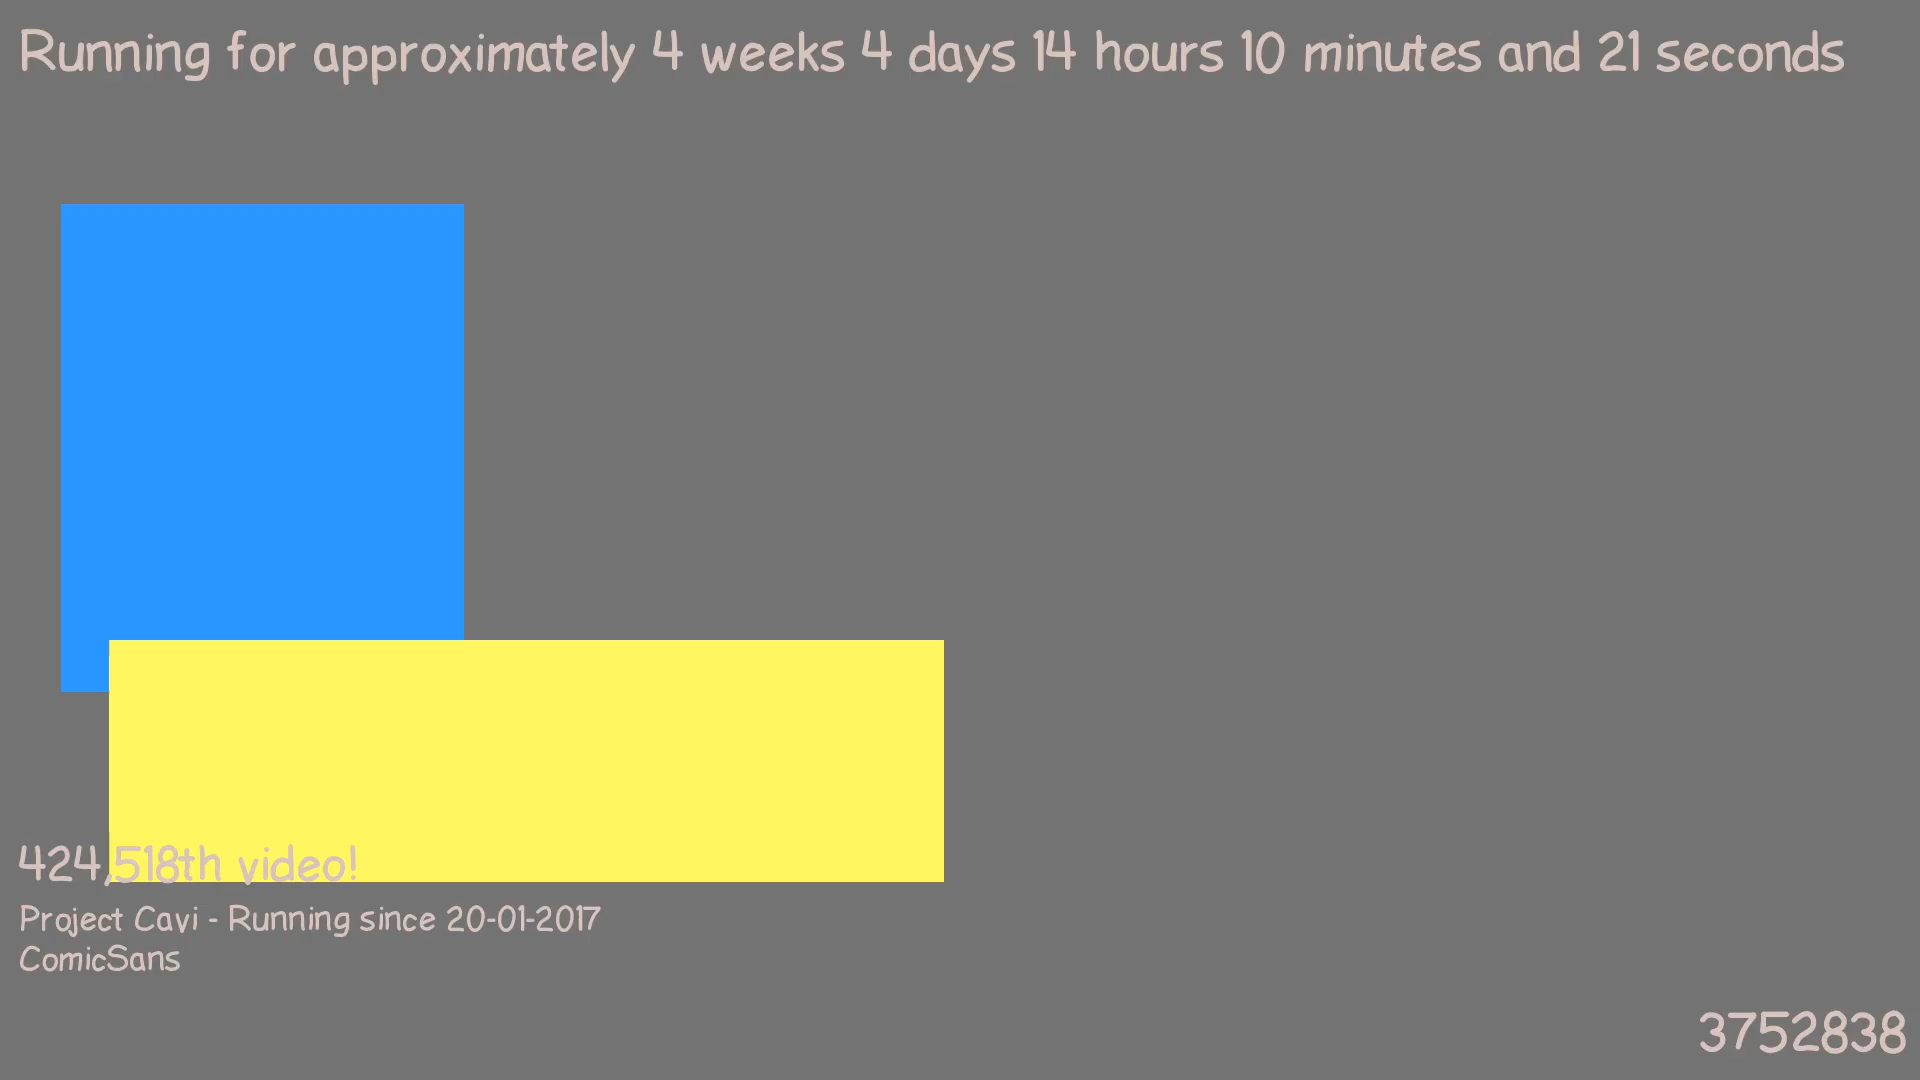 Running for approximately 4 weeks 4 days 14 hours 10 minutes and 21 seconds
424,518th video!
Project Cavi - Running since 20-01-2017
ComicSans
3752838